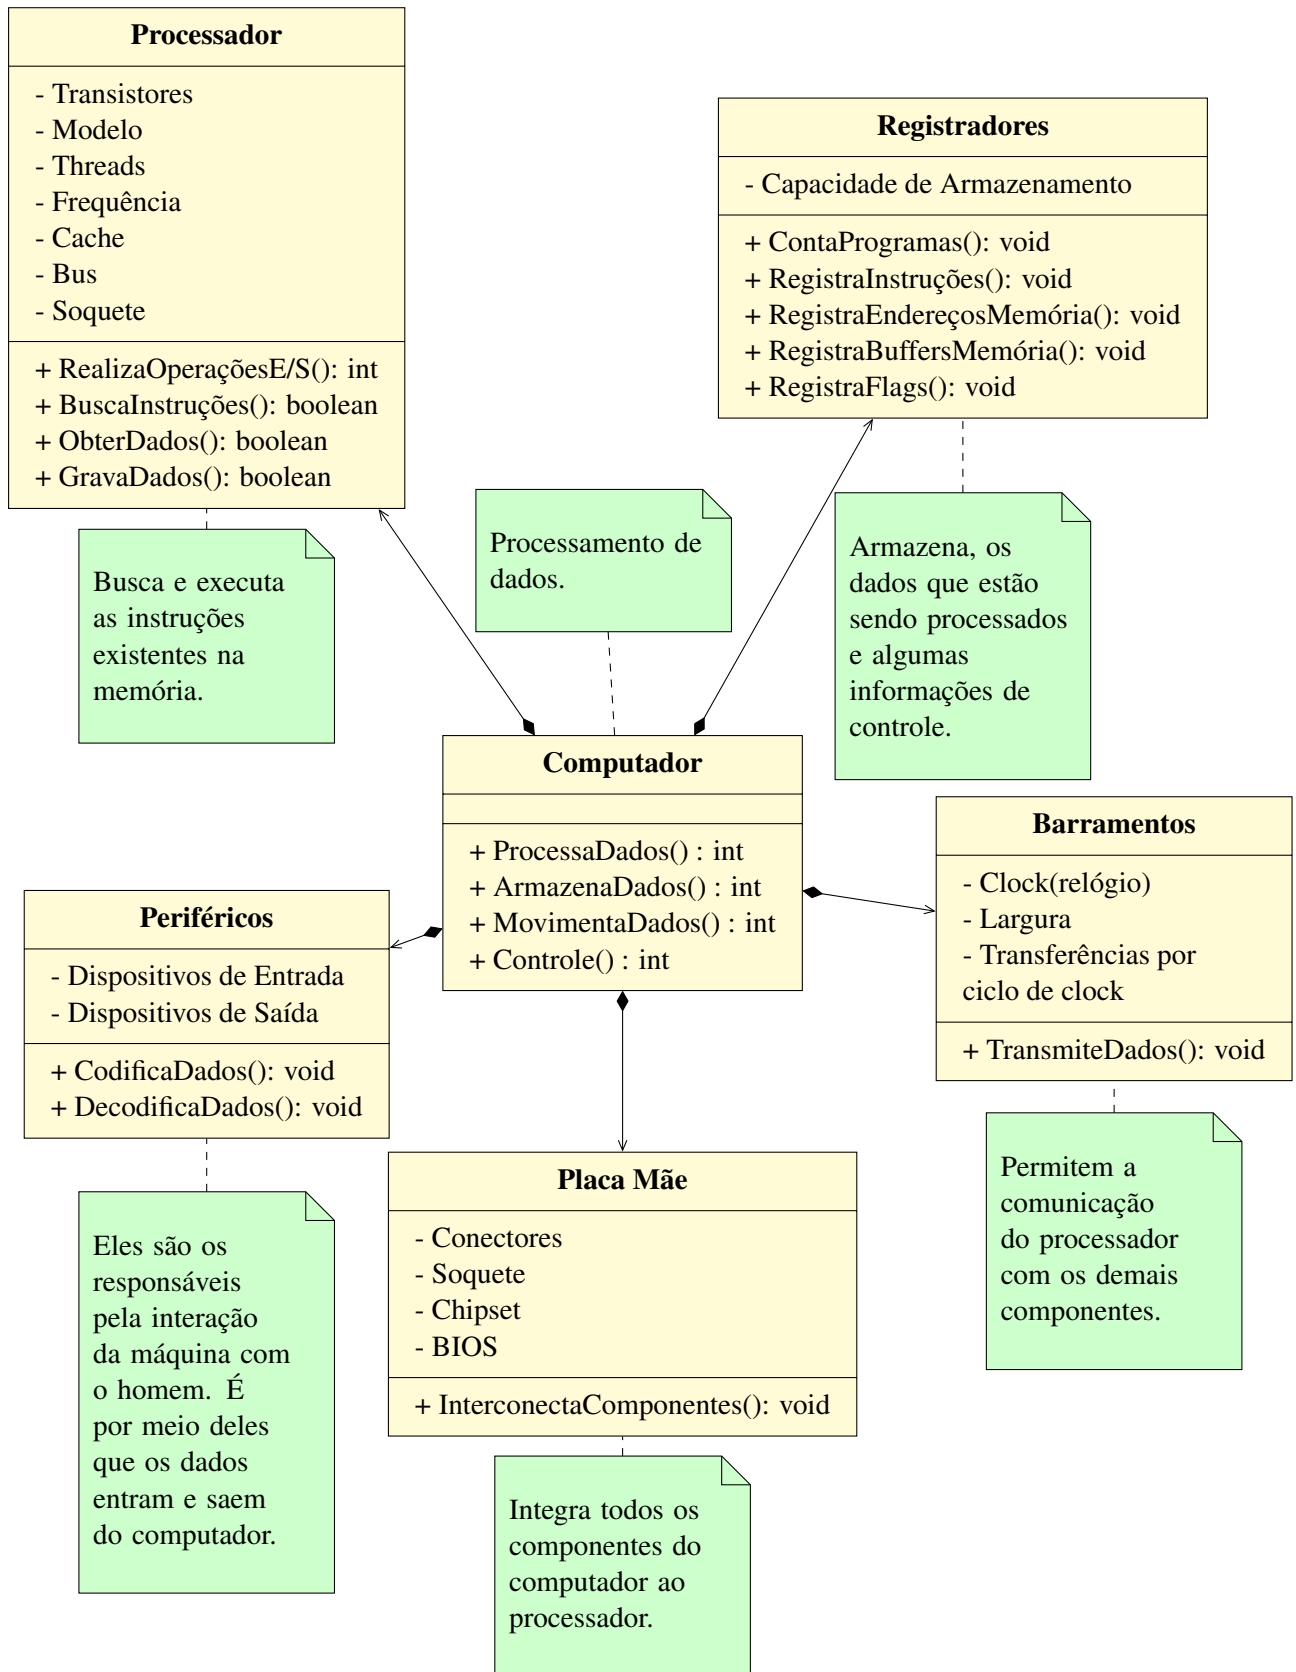 Processador
- Transistores
- Modelo
- Threads
- Frequência
- Cache
- Bus
- Soquete
+ RealizaOperaçõesE/S(): int
+ BuscaInstruções(): boolean
+ ObterDados(): boolean
+ GravaDados(): boolean
Busca e executa
as instruções
existentes na
memória.
Registradores
- Capacidade de Armazenamento
+ ContaProgramas(): void
+ RegistraInstruções(): void
+ RegistraEndereçosMemória(): void
+ RegistraBuffersMemória(): void
+ RegistraFlags(): void
Processamento de
dados.
Armazena, os
dados que estão
sendo processados
e algumas
informações de
controle.
Computador
+ ProcessaDados() : int
+ ArmazenaDados() : int
+ MovimentaDados() : int
+ Controle() : int
Barramentos
- Clock(relógio)
- Largura
- Transferências por
ciclo de clock
+ TransmiteDados(): void
Permitem a
comunicação
do processador
com os demais
componentes.
Periféricos
- Dispositivos de Entrada
- Dispositivos de Saída
+ CodificaDados(): void
+ DecodificaDados(): void
Eles são os
responsáveis
pela interação
da máquina com
o homem. É
por meio deles
que os dados
entram e saem
do computador.
Placa Mãe
- Conectores
- Soquete
- Chipset
- BIOS
+ InterconectaComponentes(): void
Integra todos os
componentes do
computador ao
processador.